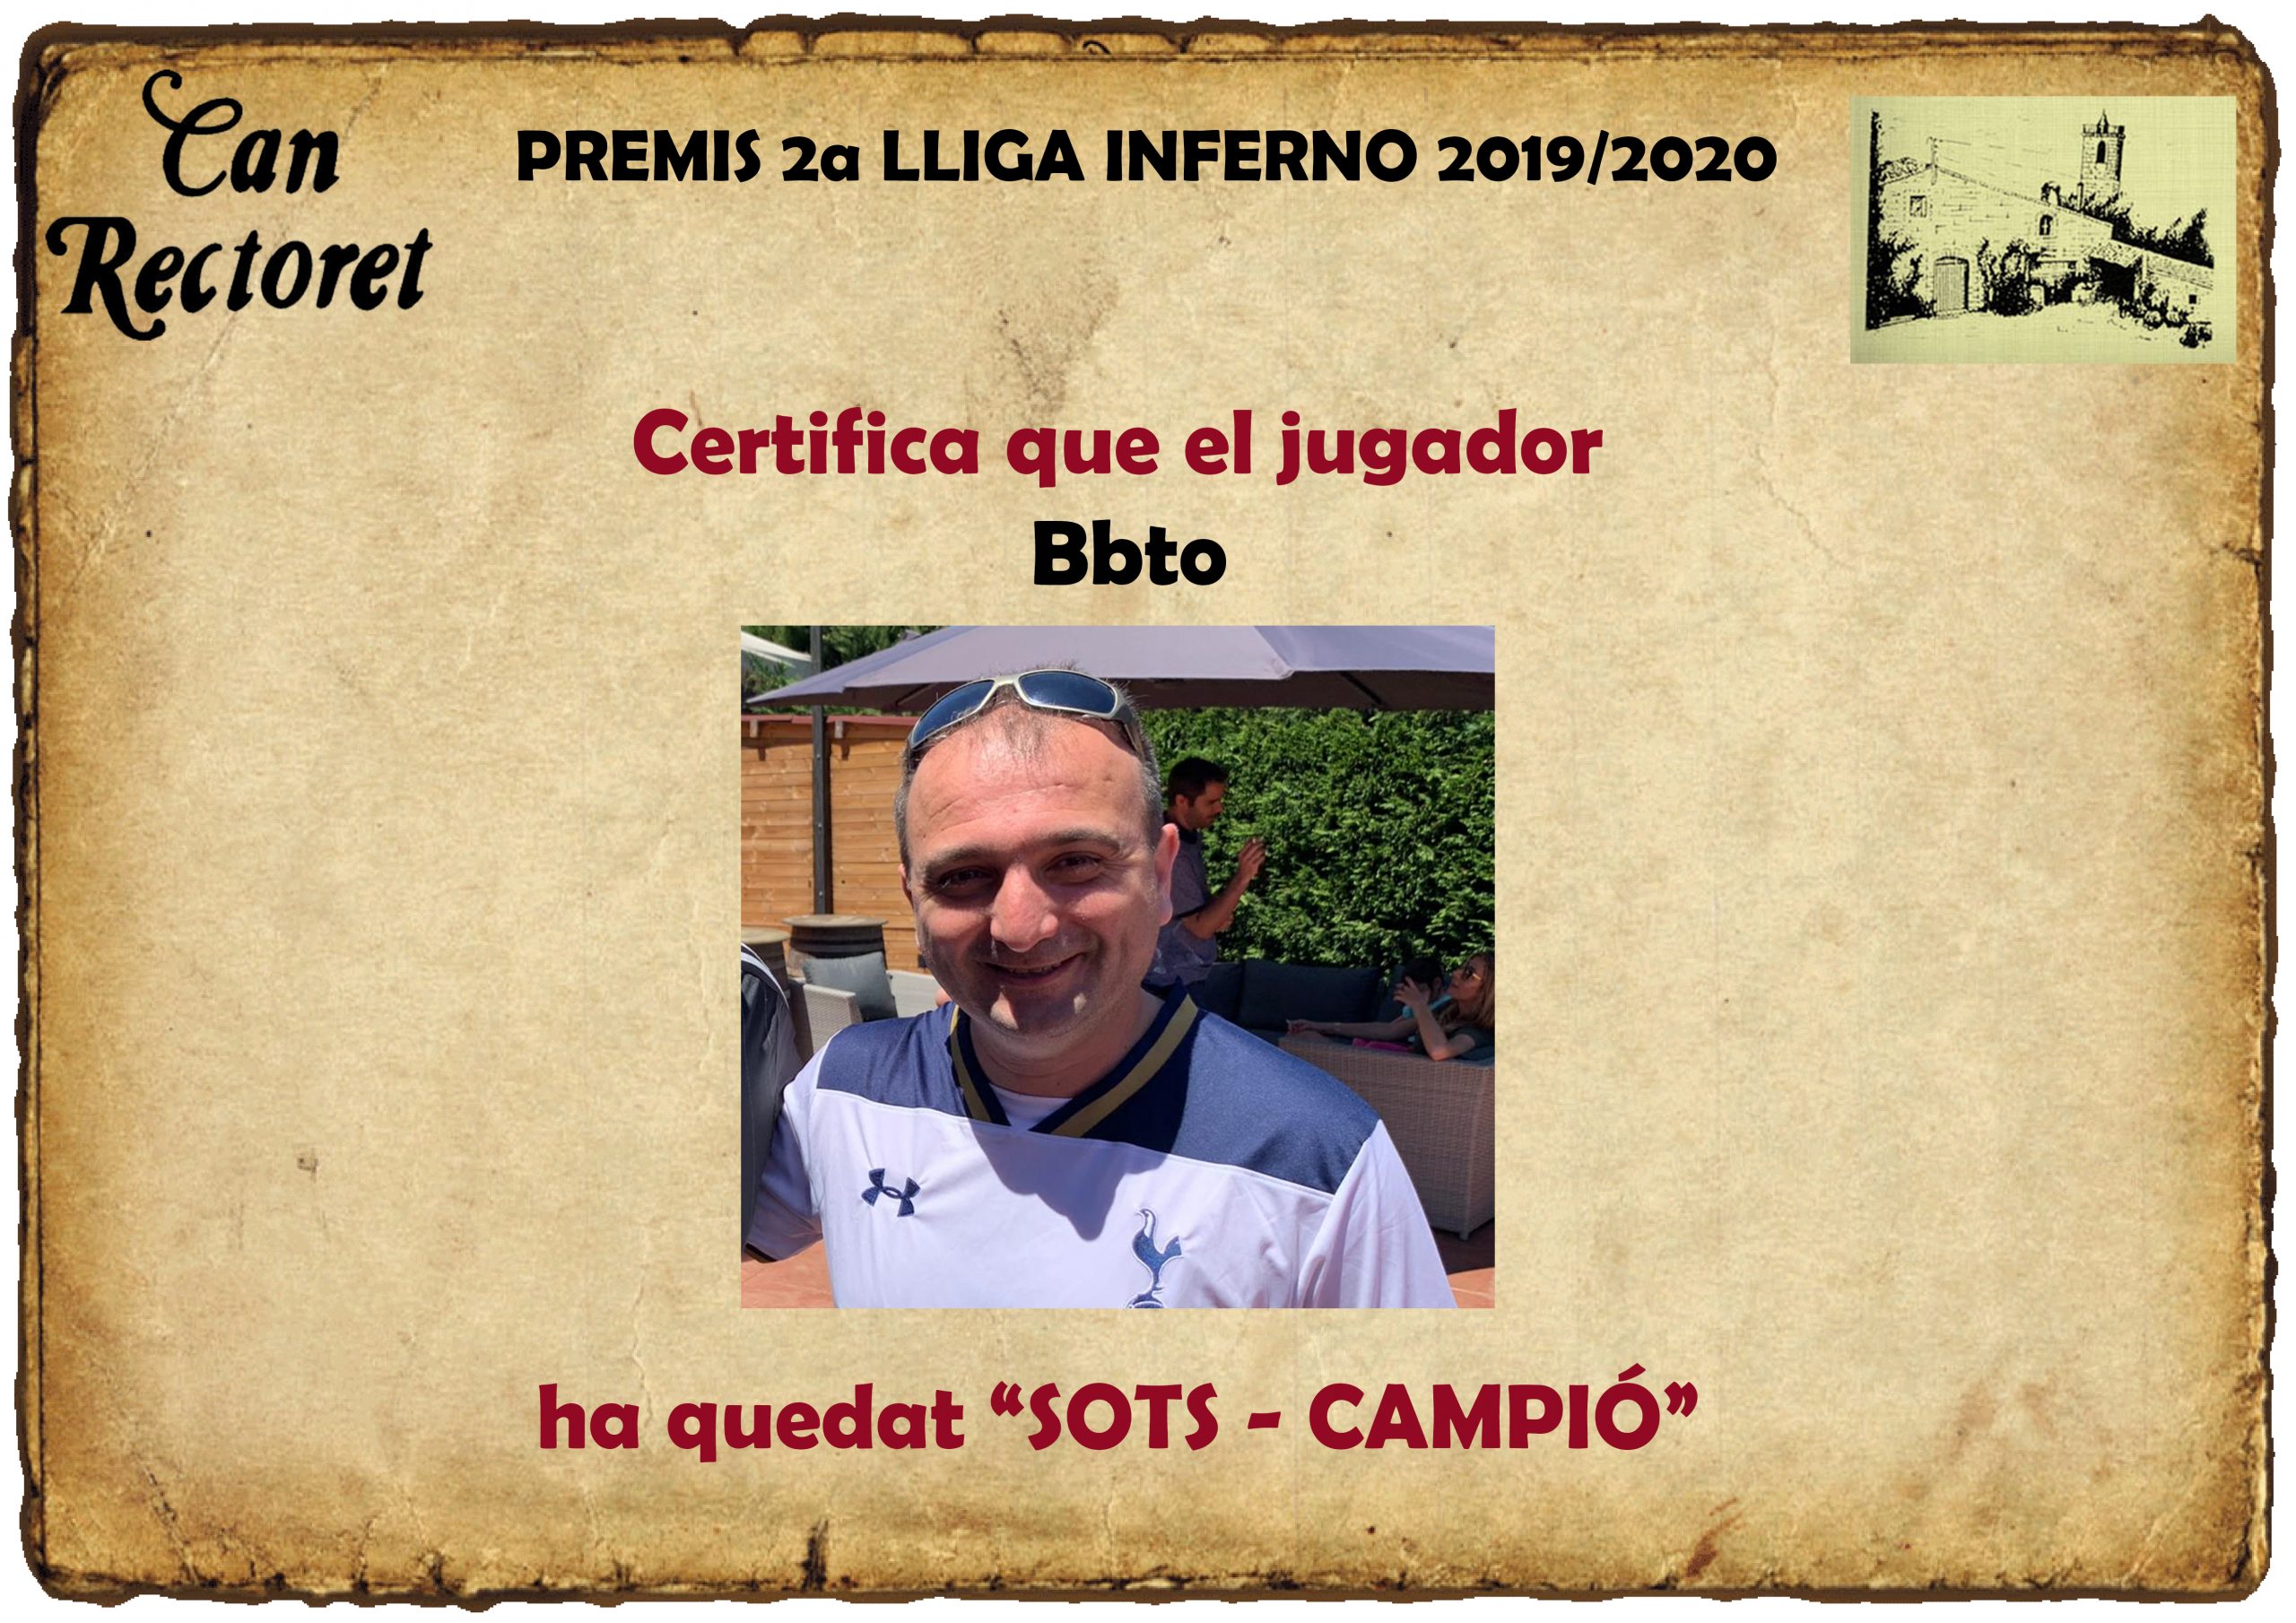 Can
Rectoret
PREMIS 2a LLIGA INFERNO 2019/2020
Certifica que el jugador
Bbto
ha quedat “SOTS - CAMPIÓ”